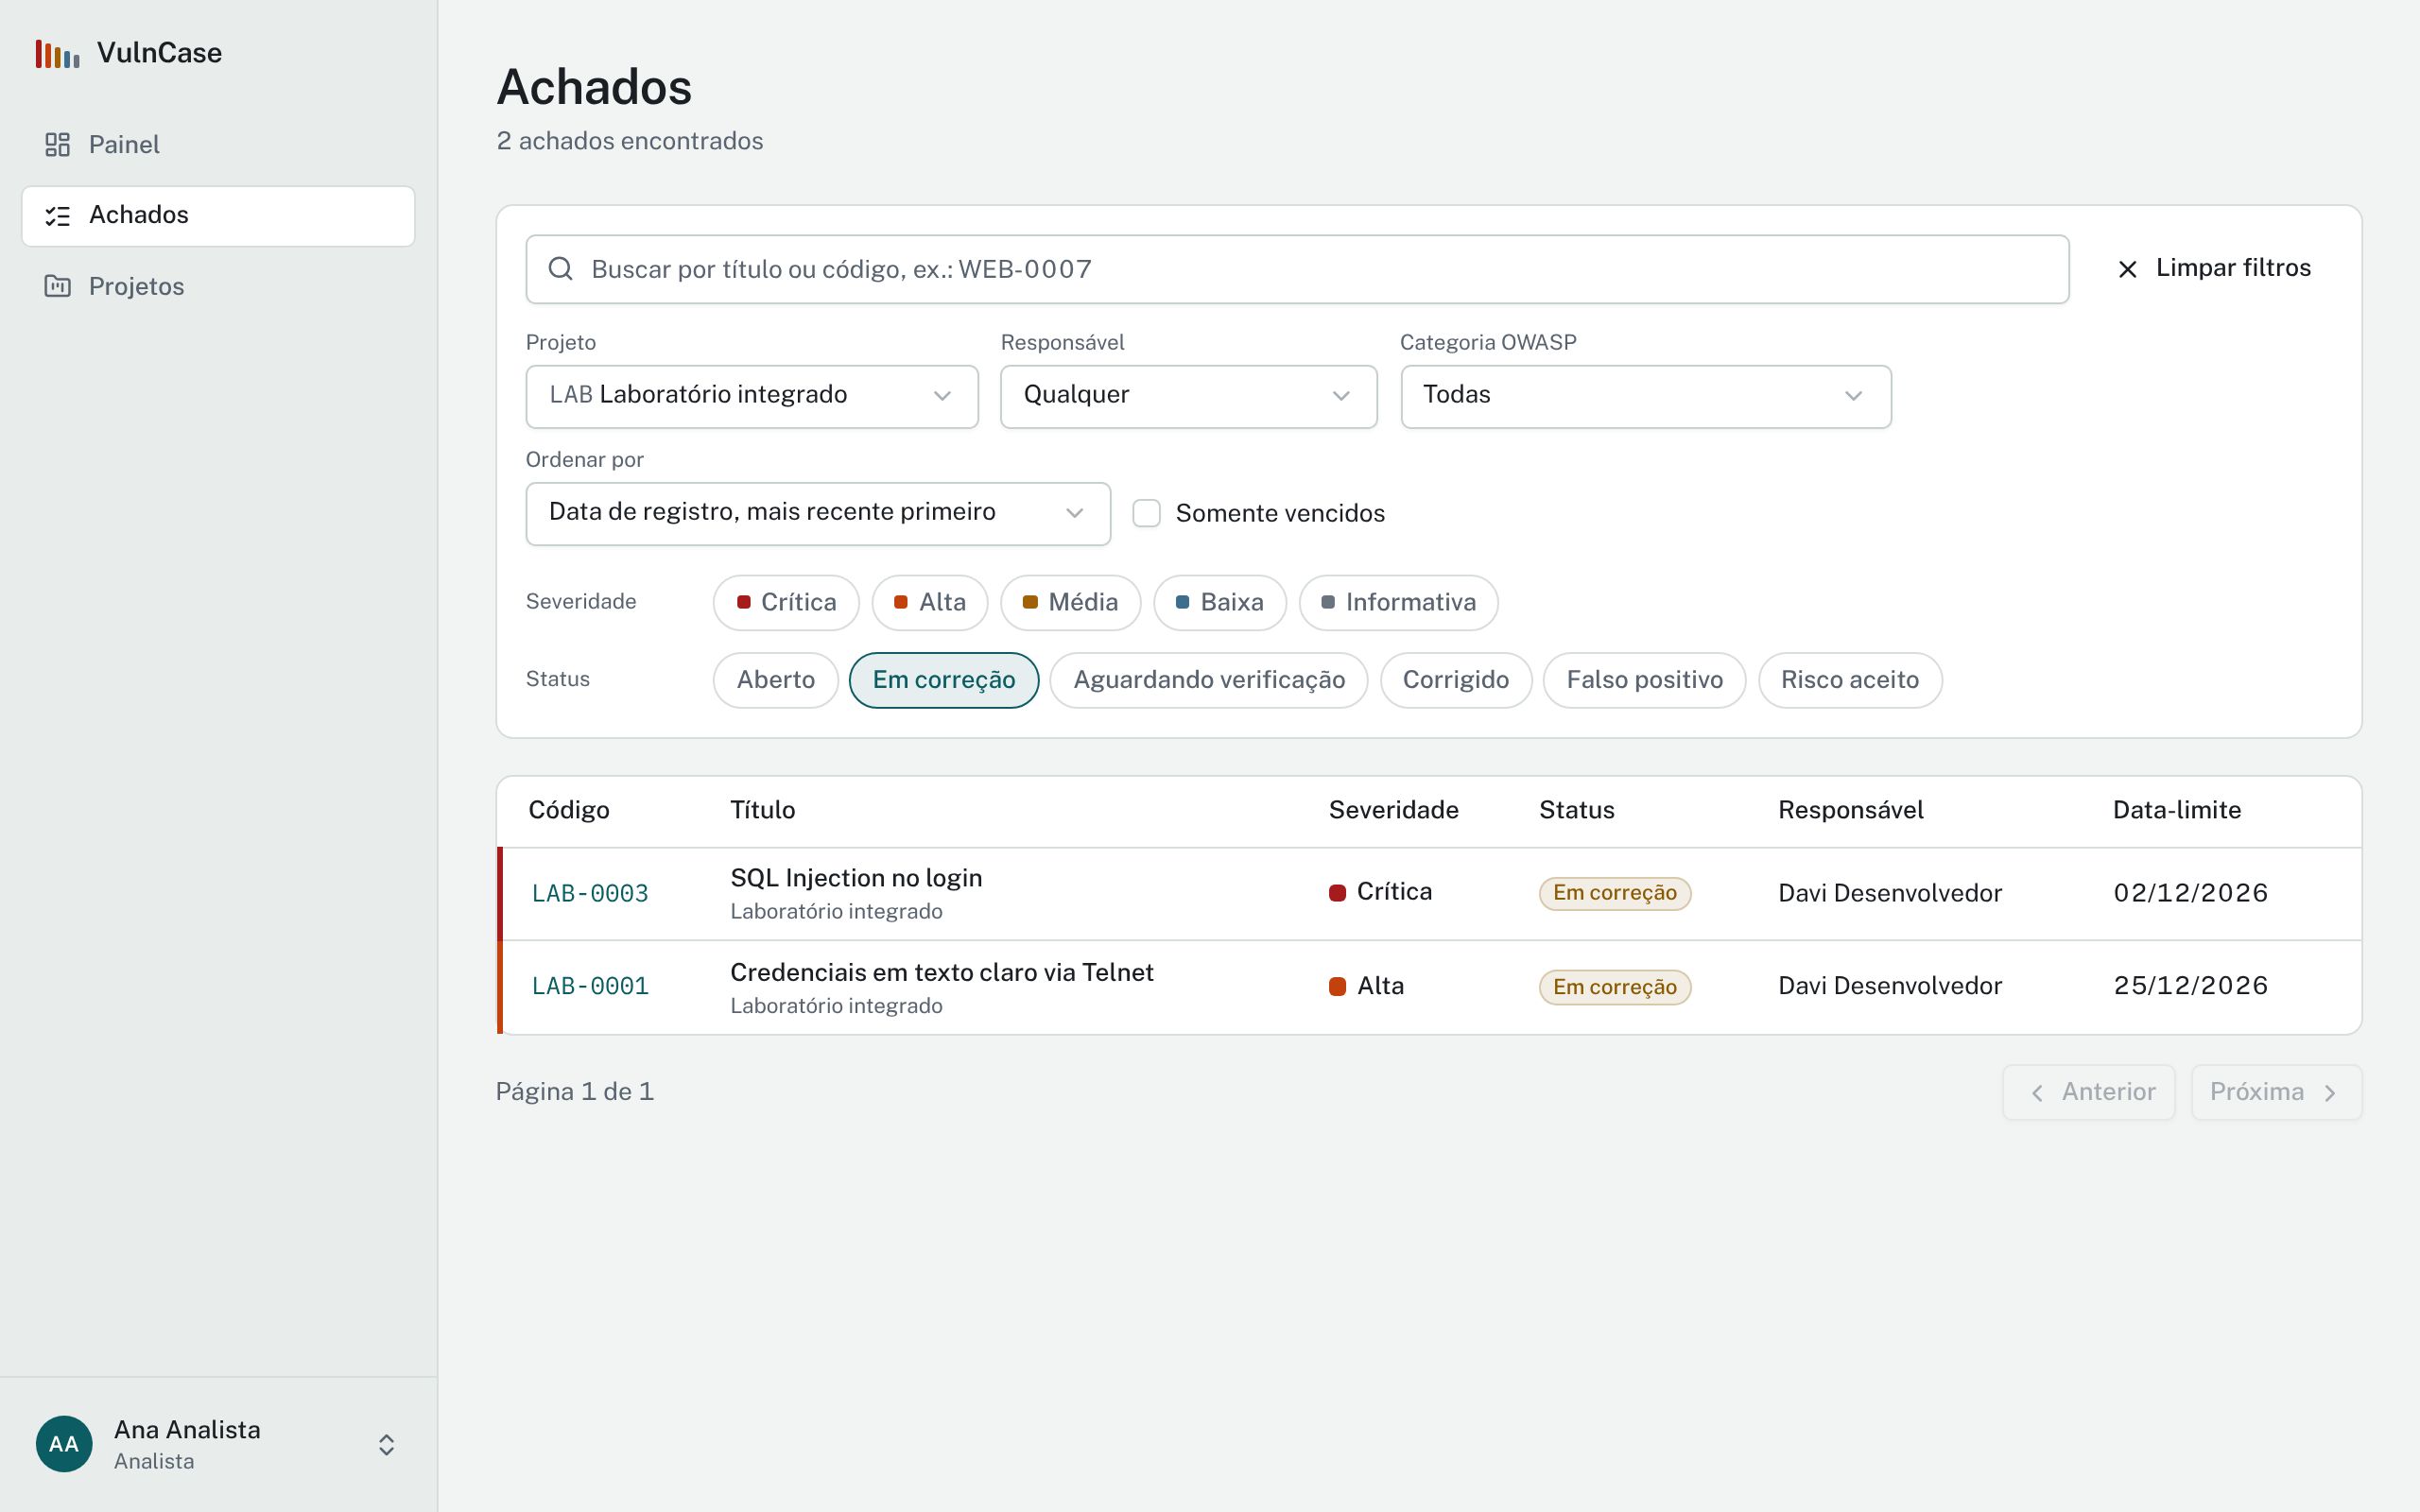 VulnCase
Painel
Achados
Projetos
Achados
2 achados encontrados
Buscar por título ou código, ex.: WEB-0007
Limpar filtros
Projeto
Responsável
Categoria OWASP
LAB Laboratório integrado
Qualquer
Todas
Ordenar por
Data de registro, mais recente primeiro
Somente vencidos
Severidade
Crítica
Alta
Média
Baixa
Informativa
Status
Aberto
Em correção
Aguardando verificação
Corrigido
Falso positivo
Risco aceito
Código
Título
Severidade
Status
Responsável
Data-limite
LAB-0003
SQL Injection no login
Laboratório integrado
Crítica
Em correção
Davi Desenvolvedor
02/12/2026
LAB-0001
Credenciais em texto claro via Telnet
Laboratório integrado
Alta
Em correção
Davi Desenvolvedor
25/12/2026
Página 1 de 1
Anterior
Próxima
AA
Ana Analista
Analista